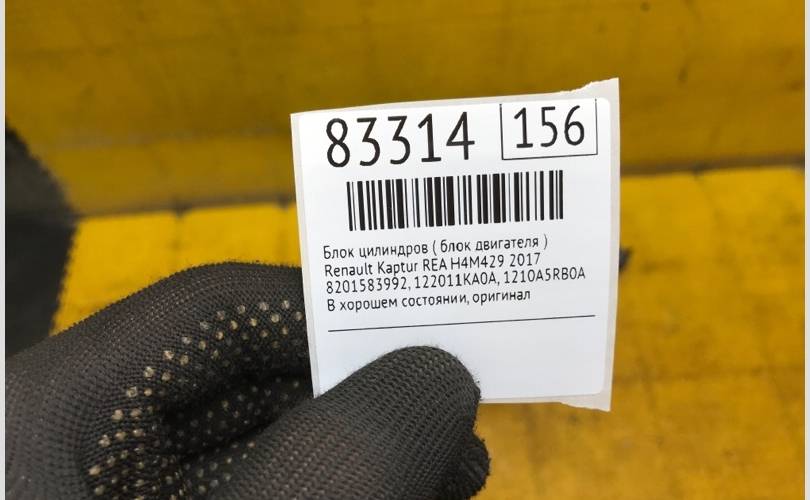 83314 156
Блок цилиндров ( блок двигателя )
Renault Kaptur REA H4M429 2017
8201583992, 122011KA0A, 1210A5RB0A
В хорошем состоянии, оригинал